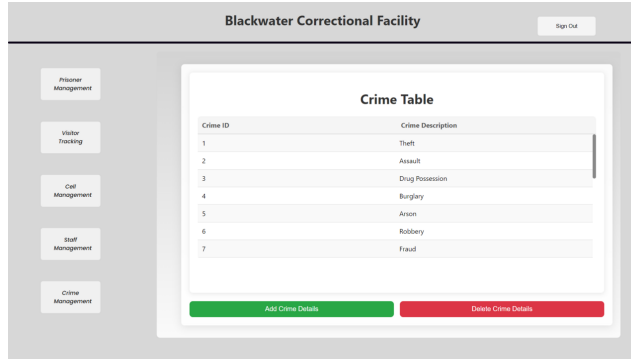 Blackwater Correctional Facility
Sign Out
Prisoner
Management
Visitor
Tracking
Cell
Management
Staff
Management
Crime
Management
Crime Table
Crime ID Crime Description
1 Theft
2 Assault
3 Drug Possession
4 Burglary
5 Arson
6 Robbery
7 Fraud
Add Crime Details Delete Crime Details